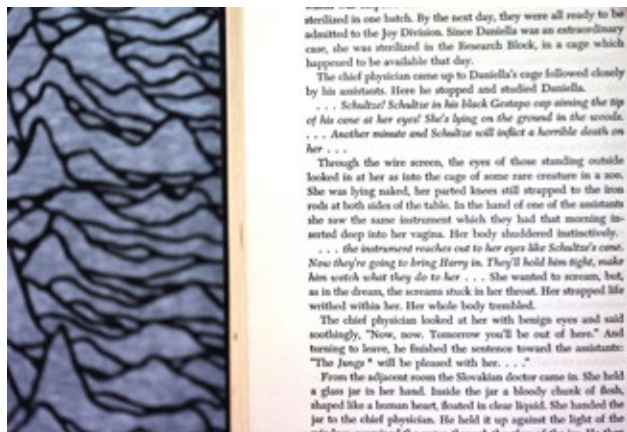 sterilized in one batch. By the next day, they were all ready to be
admitted to the Joy Division. Since Daniella was an extraordinary
case, she was sterilized in the Research Block, in a cage which
happened to be available that day.
The chief physician came up to Daniella's cage followed closely
by his assistants. Here he stopped and studied Daniella.
. . . Schultze! Schultze in his black Gestapo cap aiming the tip
of his cane at her eyes! She's lying on the ground in the woods.
. . . Another minute and Schultze will inflict a horrible death on
her . . .
Through the wire screen, the eyes of those standing outside
looked in at her as into the cage of some rare creature in a zoo.
She was lying naked, her parted knees still strapped to the iron
rods at both sides of the table. In the hand of one of the assistants
she saw the same instrument which they had that morning in-
serted deep into her vagina. Her body shuddered instinctively.
. . . the instrument reaches out to her eyes like Schultze's cane.
Now they're going to bring Harry in. They'll hold him tight, make
him watch what they do to her . . . She wanted to scream, but,
as in the dream, the screams stuck in her throat. Her strapped life
writhed within her. Her whole body trembled.
The chief physician looked at her with benign eyes and said
soothingly, "Now, now. Tomorrow you'll be out of here." And
turning to leave, he finished the sentence toward the assistants:
"The Jungs * will be pleased with her. . . ."
From the adjacent room the Slovakian doctor came in. She held
a glass jar in her hand. Inside the jar a bloody chunk of flesh,
shaped like a human heart, floated in clear liquid. She handed the
jar to the chief physician. He held it up against the light of the